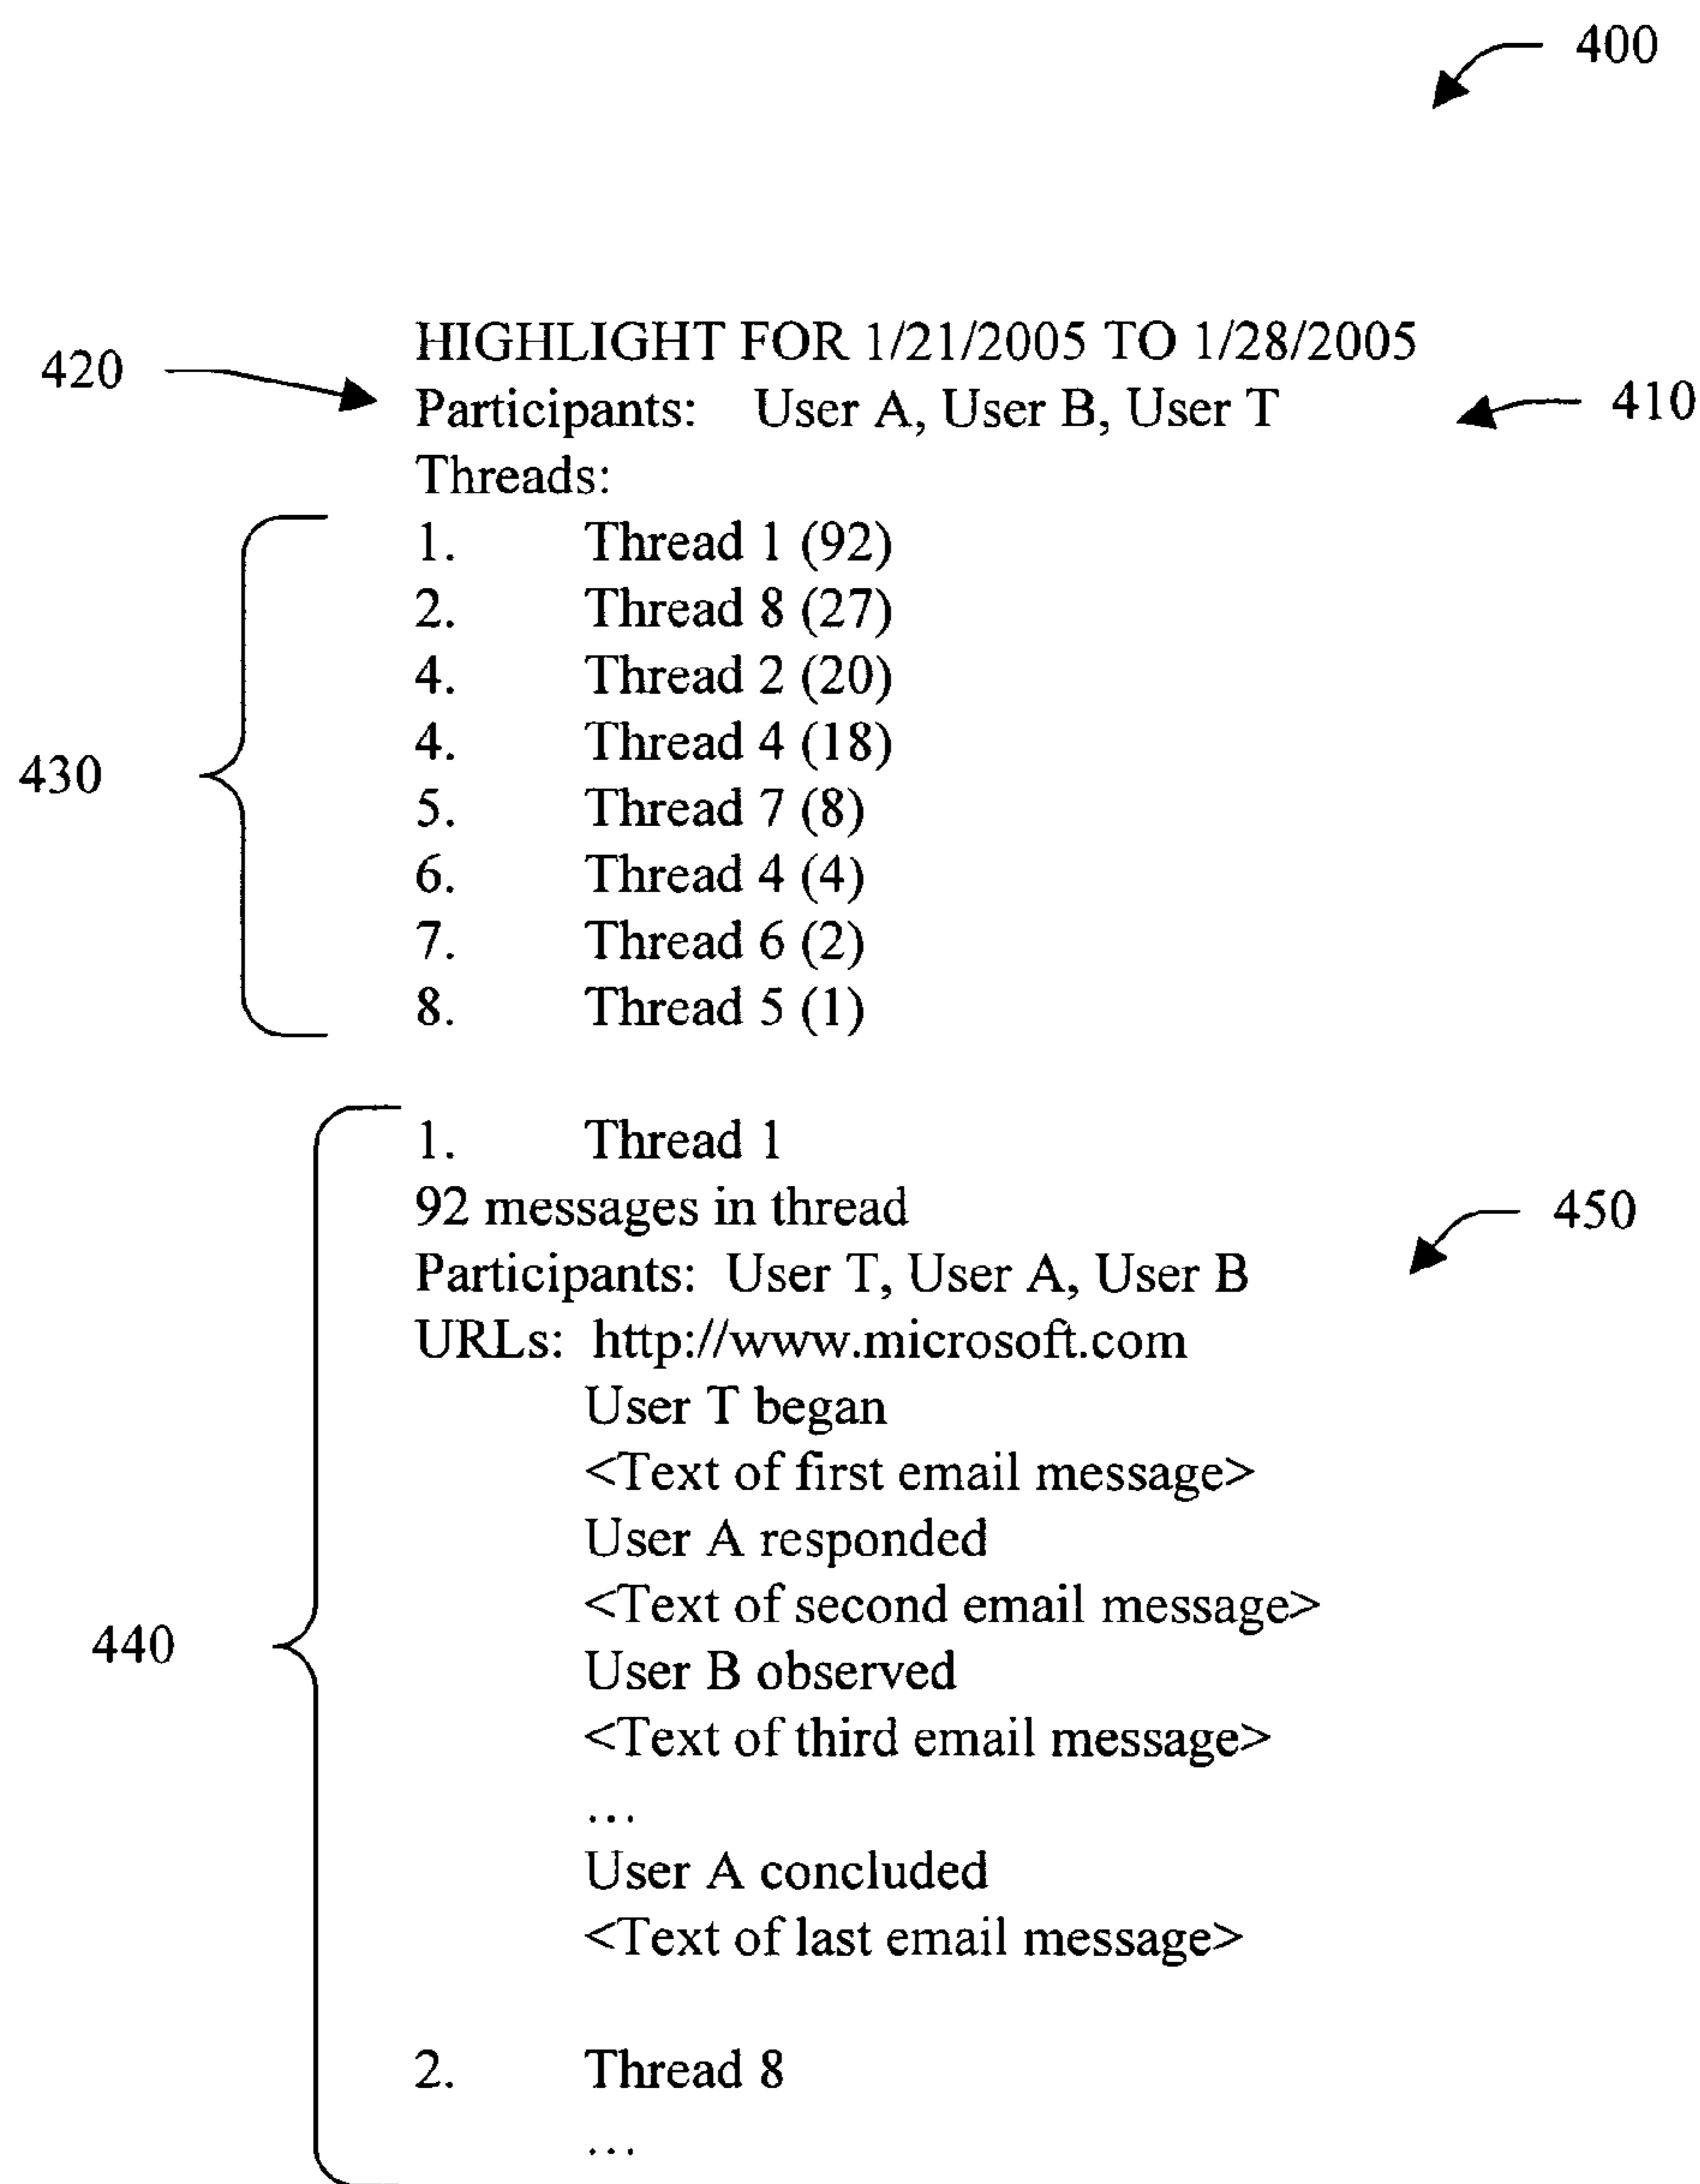 400
HIGHLIGHT FOR 1/21/2005 TO 1/28/2005
420
Participants: User A, User B, User T
410
Threads:
1. Thread 1 (92)
2. Thread 8 (27)
4. Thread 2 (20)
4. Thread 4 (18)
430
5. Thread 7 (8)
6. Thread 4 (4)
7. Thread 6 (2)
8. Thread 5 (1)
1. Thread 1
92 messages in thread
450
Participants: User T, User A, User B
URLs: http://www.microsoft.com
User T began
<Text of first email message>
User A responded
<Text of second email message>
440
User B observed
<Text of third email message>
...
User A concluded
<Text of last email message>
2. Thread 8
...